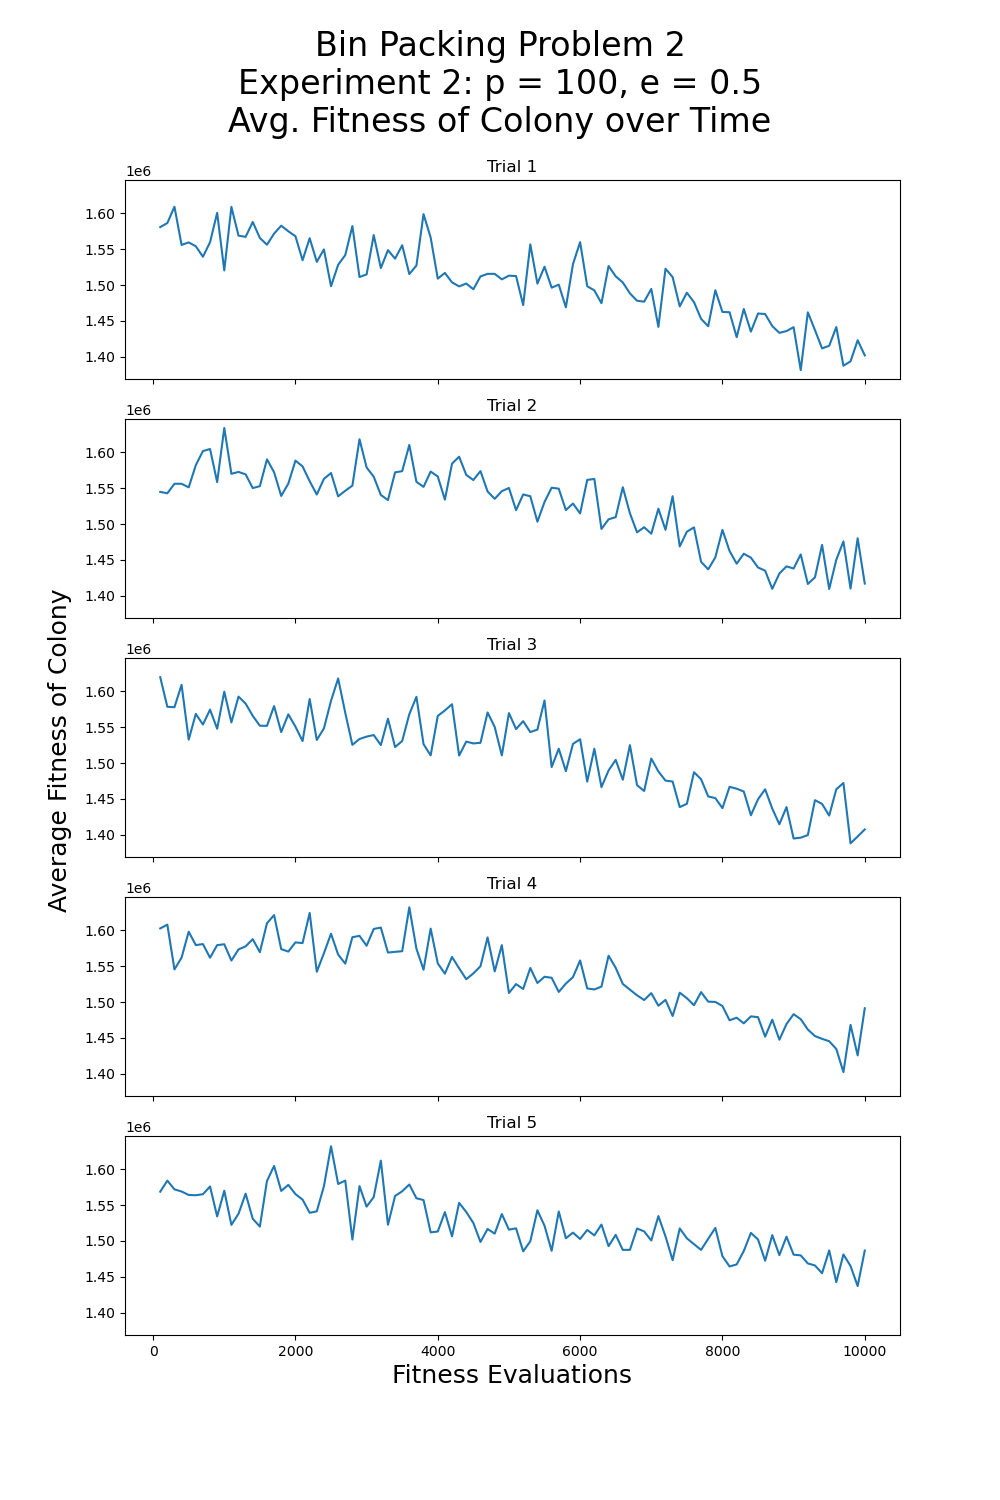 Bin Packing Problem 2
Experiment 2: p = 100, e = 0.5
Avg. Fitness of Colony over Time
Trial 1
1e6
1.60
1.55
1.50
1.45
1.40
Trial 2
1e6
1.60
1.55
1.50
1.45
1.40
Trial 3
1e6
1.60
1.55
1.50
1.45
1.40
Trial 4
1e6
1.60
1.55
1.50
1.45
1.40
Trial 5
1e6
1.60
1.55
1.50
1.45
1.40
0 2000 4000 6000 8000 10000
Fitness Evaluations
Average Fitness of Colony